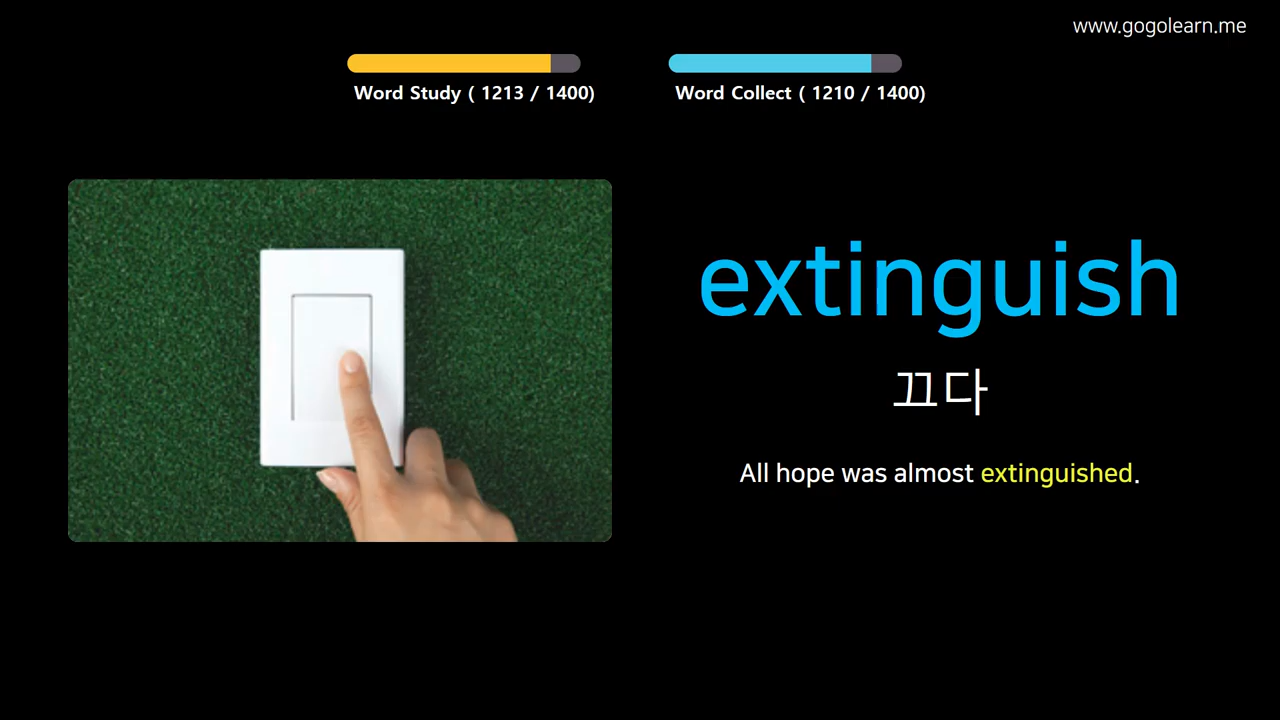 www.gogolearn.me
Word Study ( 1213 / 1400)
Word Collect ( 1210 / 1400)
extinguish
끄다
All hope was almost extinguished.